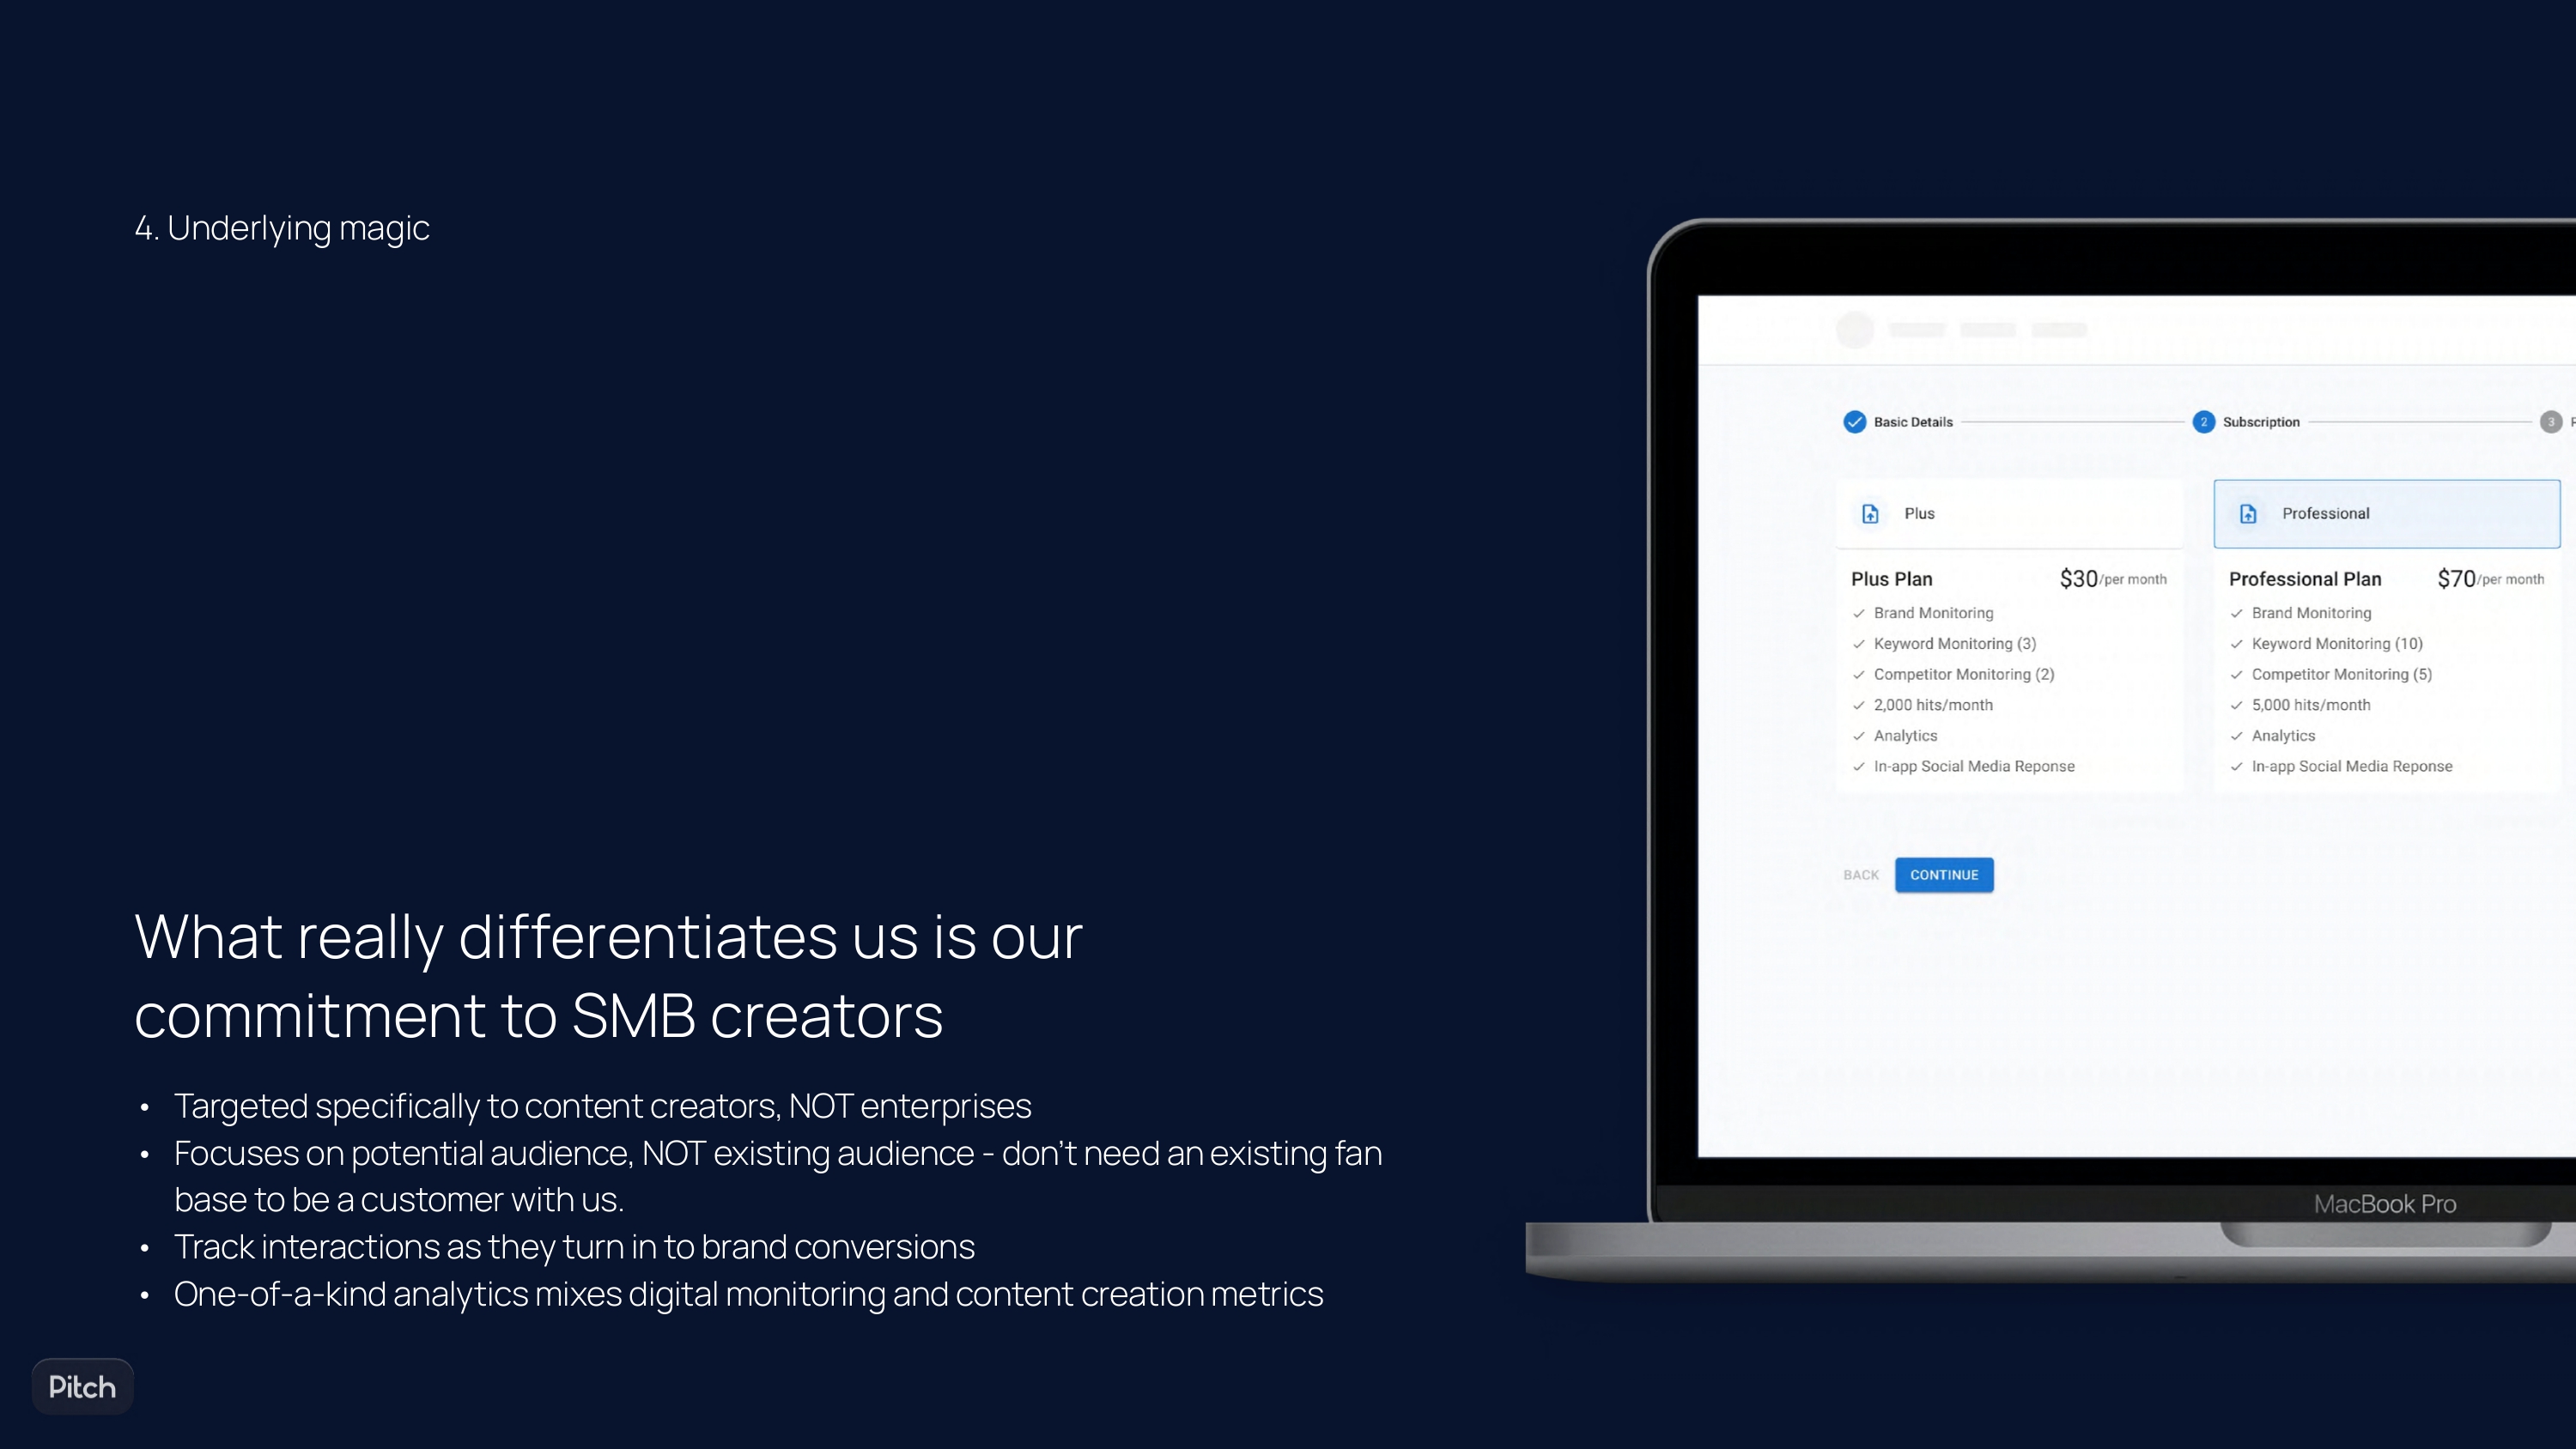 4. Underlying magic
What really differentiates us is our
commitment to SMB creators
• Targeted specifically to content creators, NOT enterprises
• Focuses on potential audience, NOT existing audience - don't need an existing fan
base to be a customer with us.
• Track interactions as they turn in to brand conversions
• One-of-a-kind analytics mixes digital monitoring and content creation metrics
Pitch
Basic Details
2 Subscription
3
Plus
Plus Plan $30/per month
Brand Monitoring
Keyword Monitoring (3)
Competitor Monitoring (2)
2,000 hits/month
Analytics
In-app Social Media Reponse
Professional
Professional Plan $70/per month
Brand Monitoring
Keyword Monitoring (10)
Competitor Monitoring (5)
5,000 hits/month
Analytics
In-app Social Media Reponse
BACK CONTINUE
MacBook Pro